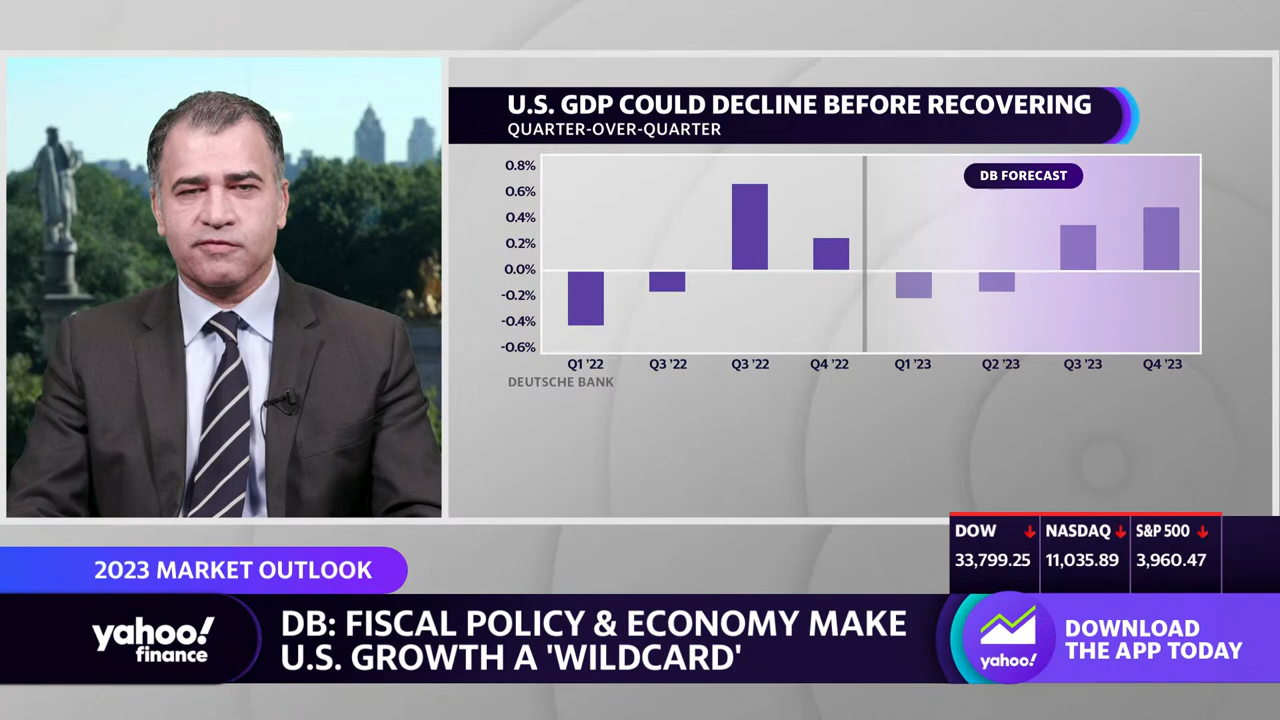 U.S. GDP COULD DECLINE BEFORE RECOVERING
QUARTER-OVER-QUARTER
DB FORECAST
0.8%
0.6%
0.4%
0.2%
0.0%
-0.2%
-0.4%
-0.6%
Q1 '22 Q3 '22 Q3 '22 Q4 '22 Q1 '23 Q2 '23 Q3 '23 Q4 '23
DEUTSCHE BANK
DOW NASDAQ S&P 500
33,799.25 11,035.89 3,960.47
2023 MARKET OUTLOOK
yahoo!
finance
DB: FISCAL POLICY & ECONOMY MAKE
U.S. GROWTH A 'WILDCARD'
yahoo!
DOWNLOAD
THE APP TODAY